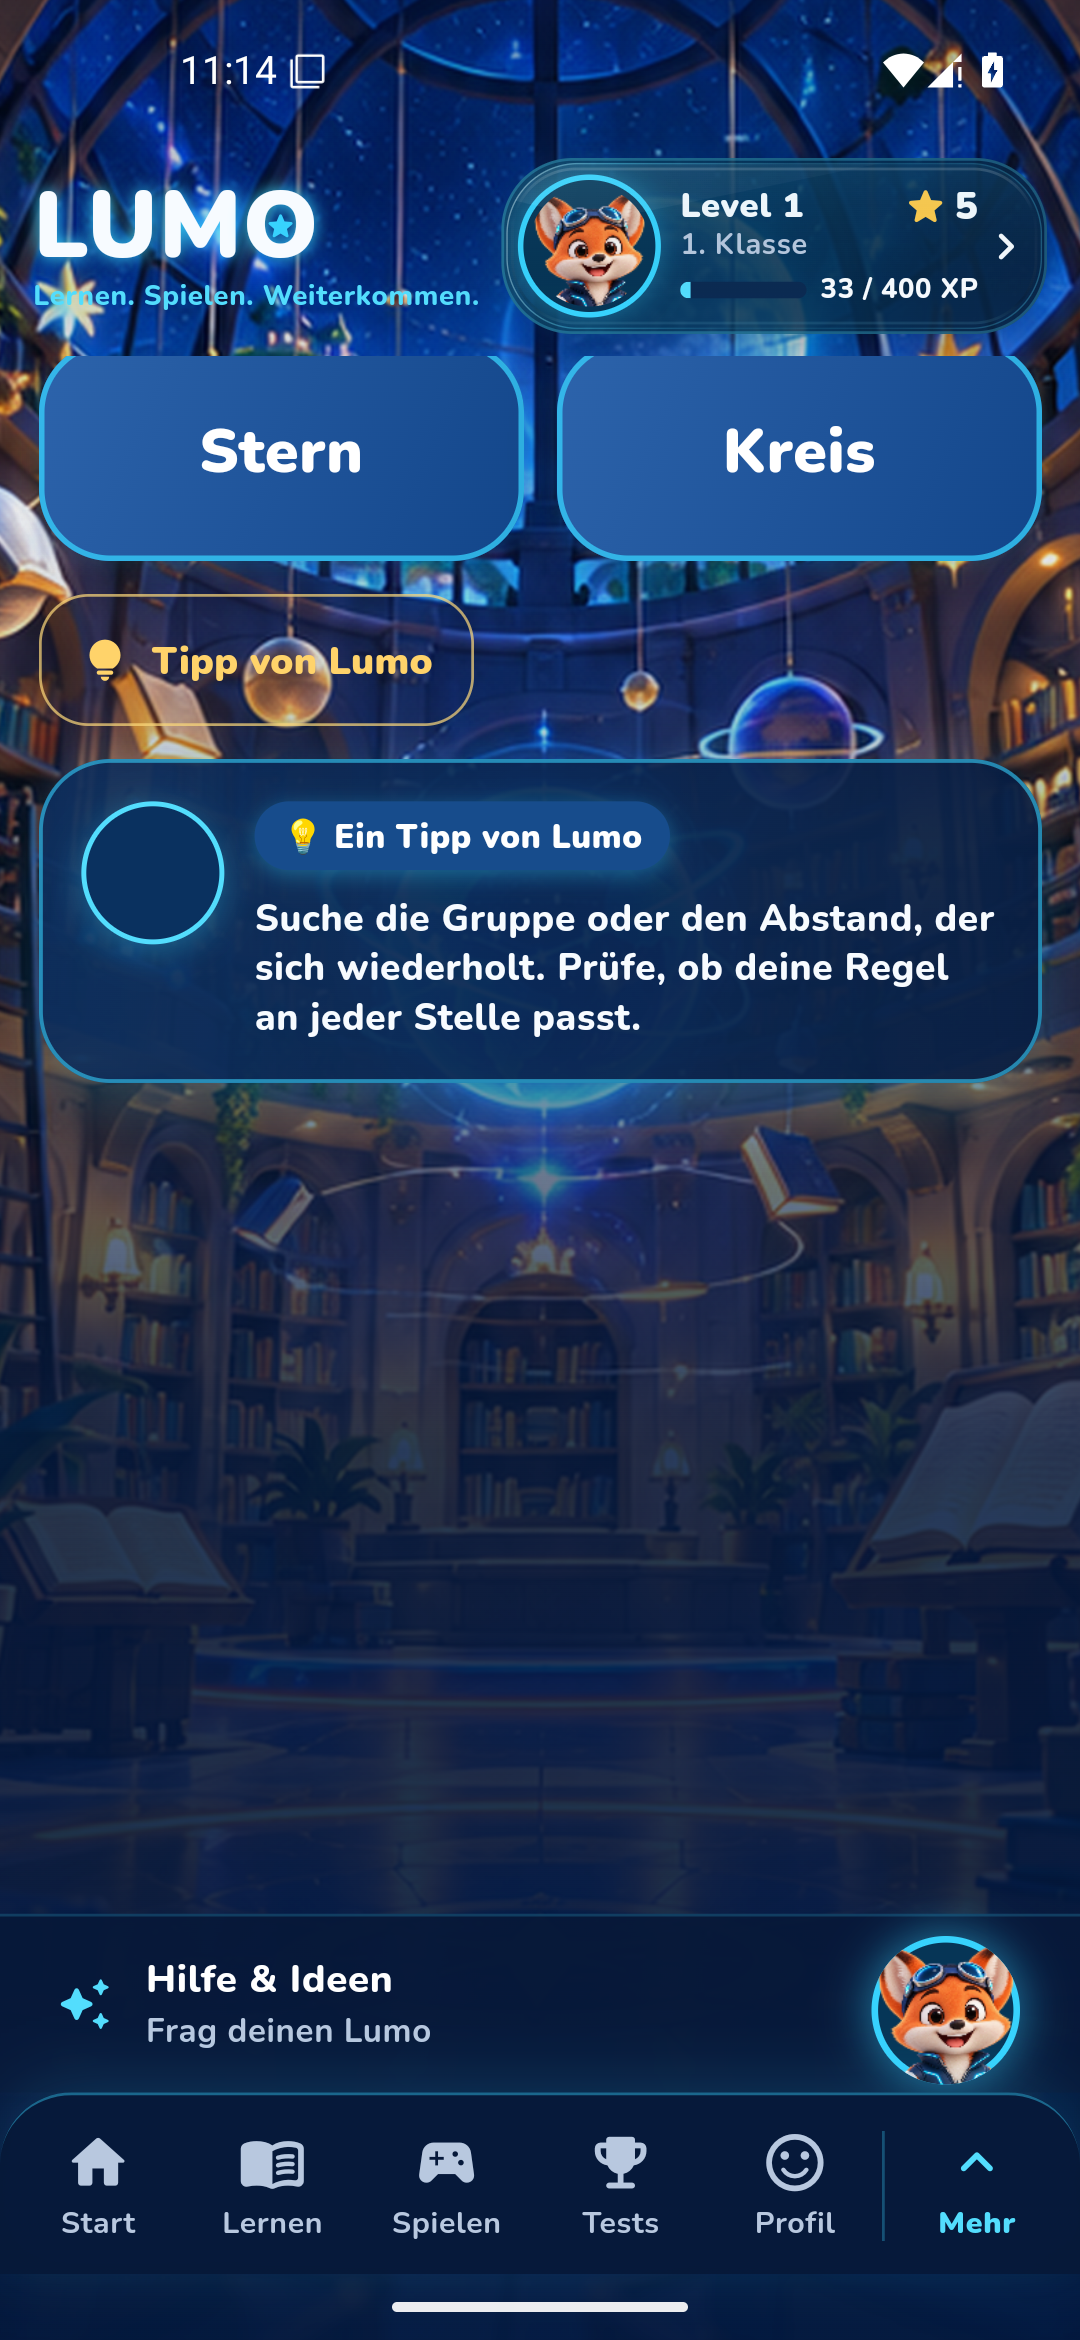 11:14
LUMO
Lernen. Spielen. Weiterkommen.
Level 1
5
1. Klasse
33 / 400 XP
Stern
Kreis
Tipp von Lumo
Ein Tipp von Lumo
Suche die Gruppe oder den Abstand, der
sich wiederholt. Prüfe, ob deine Regel
an jeder Stelle passt.
Hilfe & Ideen
Frag deinen Lumo
Start
Lernen
Spielen
Tests
Profil
Mehr